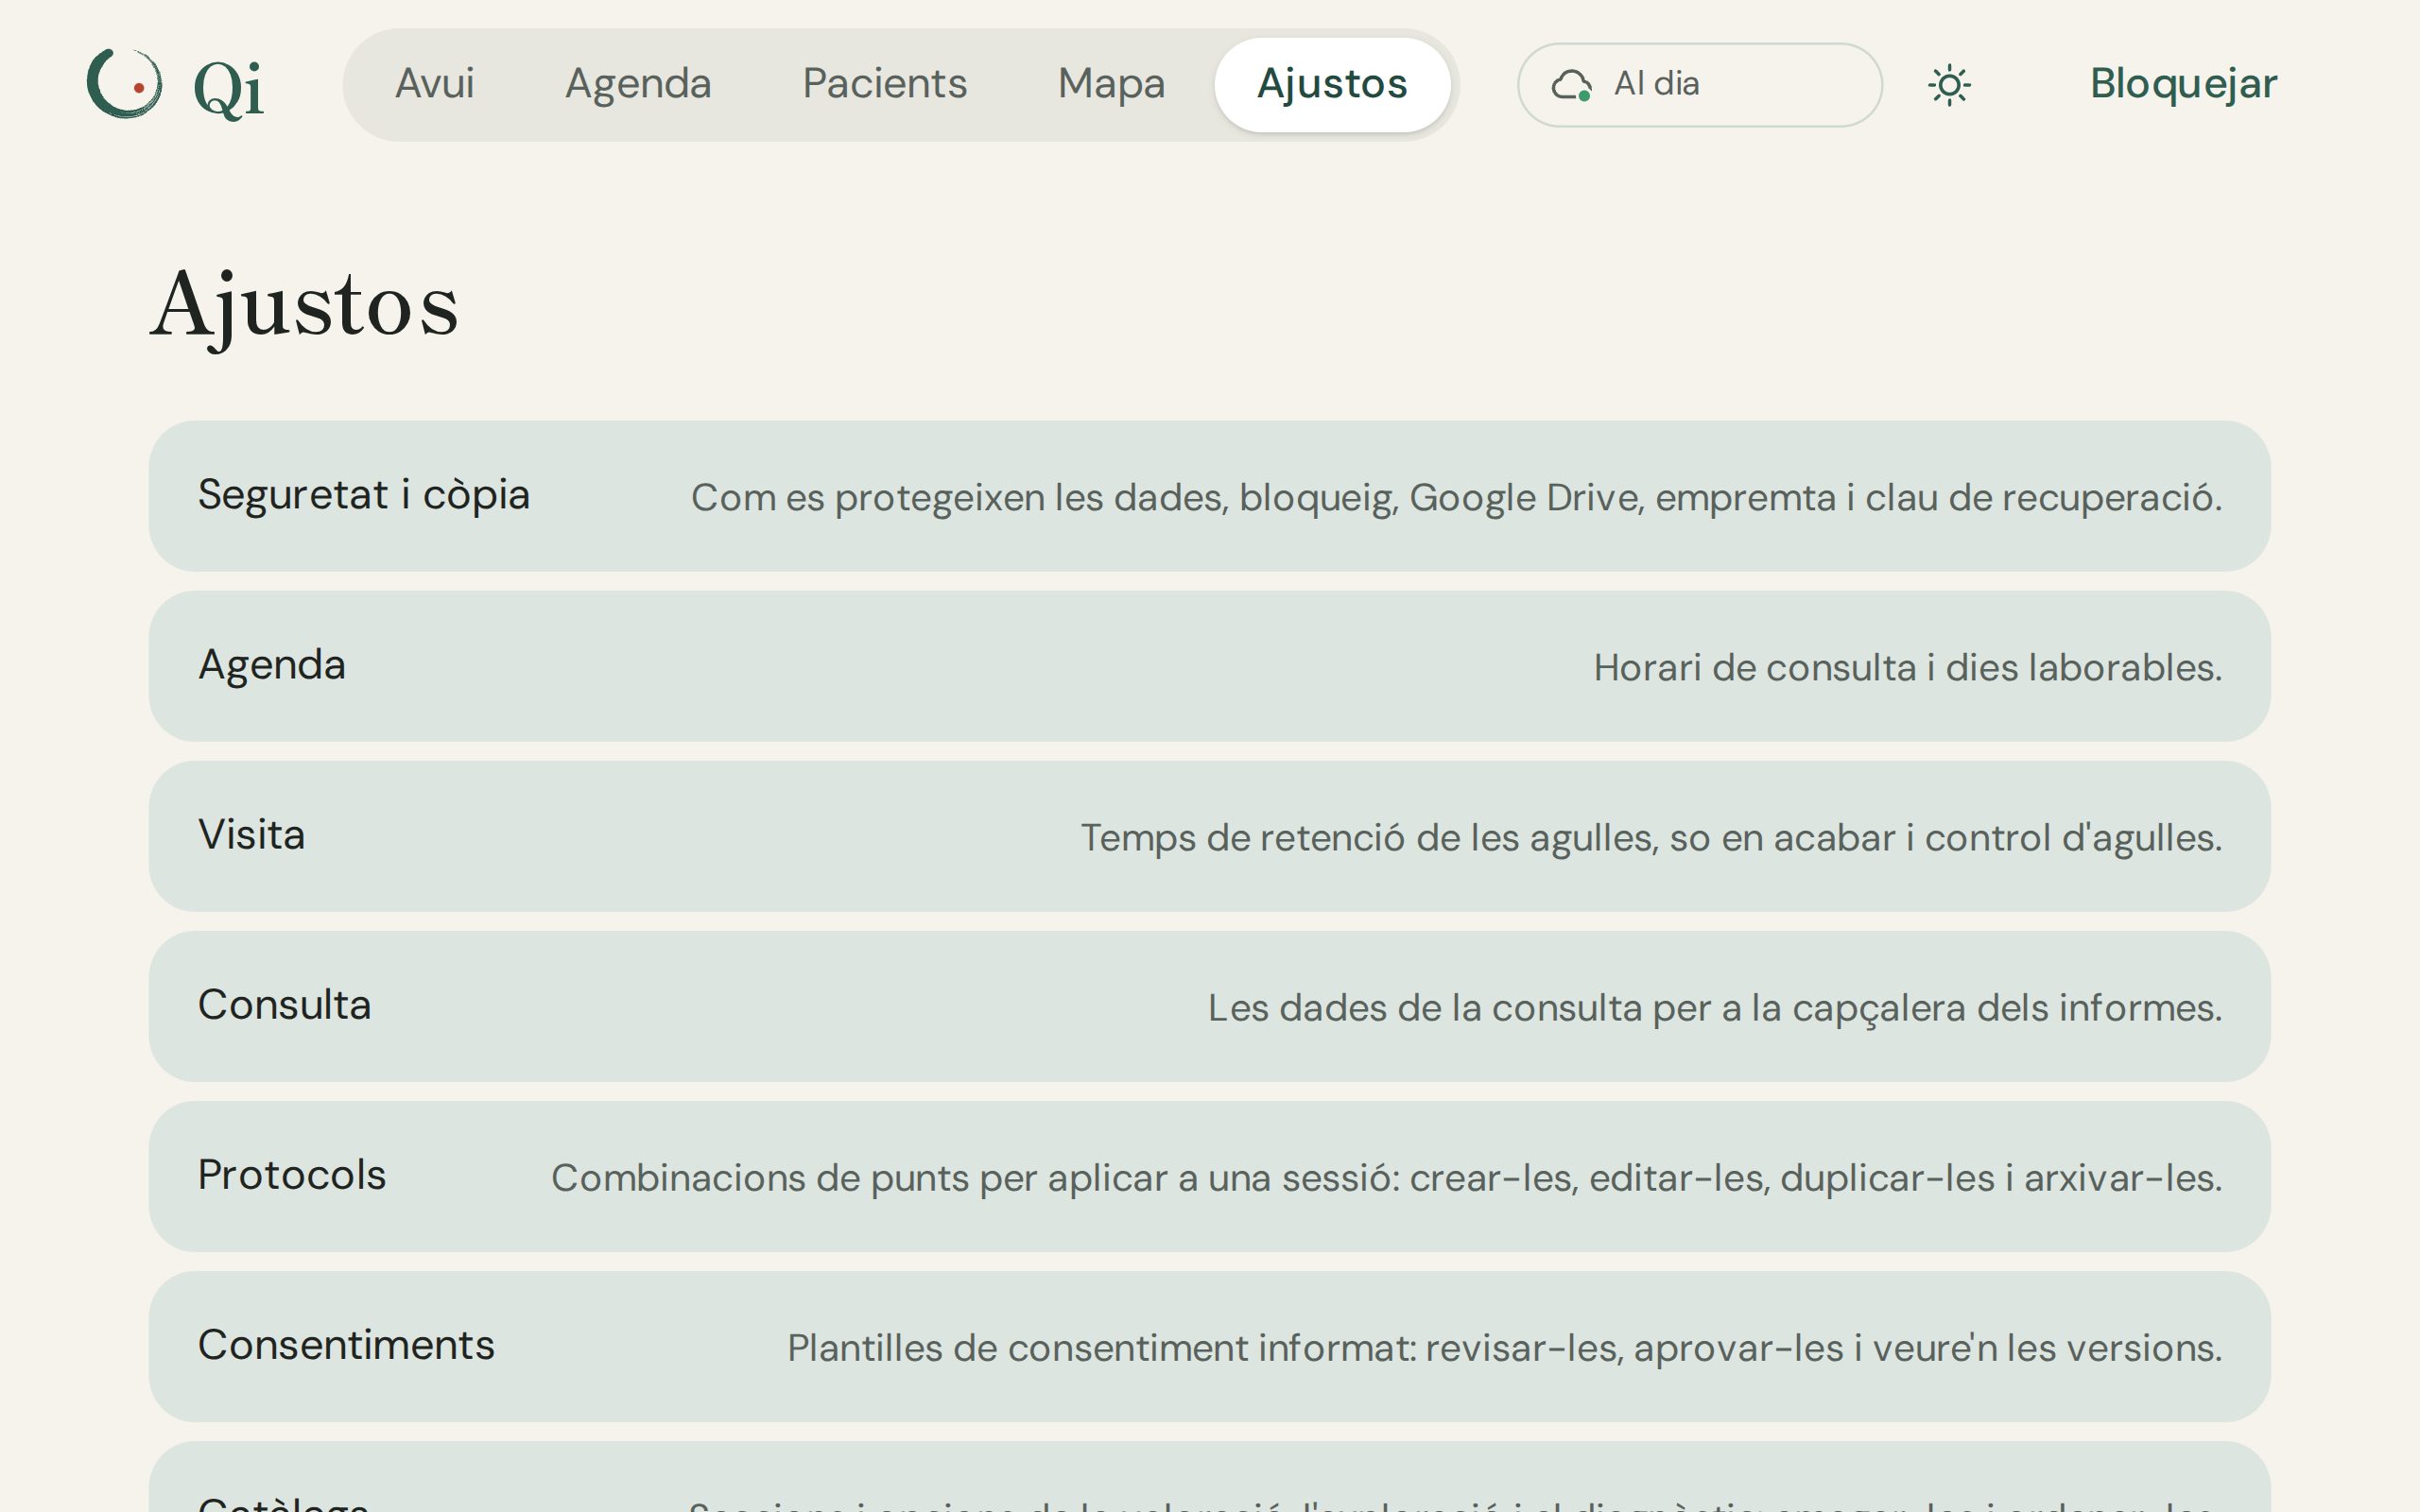 Qi
Avui Agenda Pacients Mapa Ajustos Al dia Bloquejar
Ajustos
Seguretat i còpia Com es protegeixen les dades, bloqueig, Google Drive, empremta i clau de recuperació.
Agenda Horari de consulta i dies laborables.
Visita Temps de retenció de les agulles, so en acabar i control d'agulles.
Consulta Les dades de la consulta per a la capçalera dels informes.
Protocols Combinacions de punts per aplicar a una sessió: crear-les, editar-les, duplicar-les i arxivar-les.
Consentiments Plantilles de consentiment informat: revisar-les, aprovar-les i veure'n les versions.